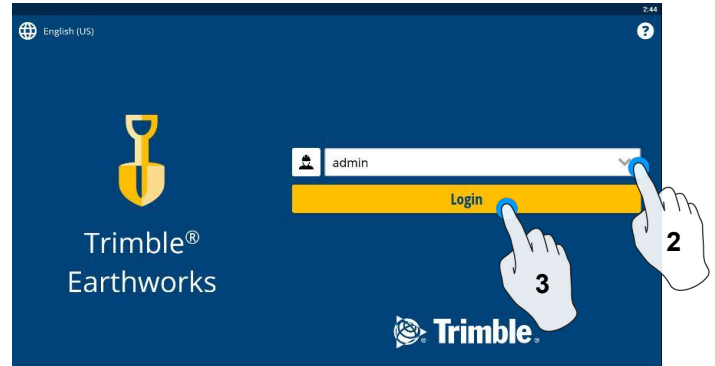 2:44
English (US)
?
admin
Login
2
3
Trimble®
Earthworks
Trimble®